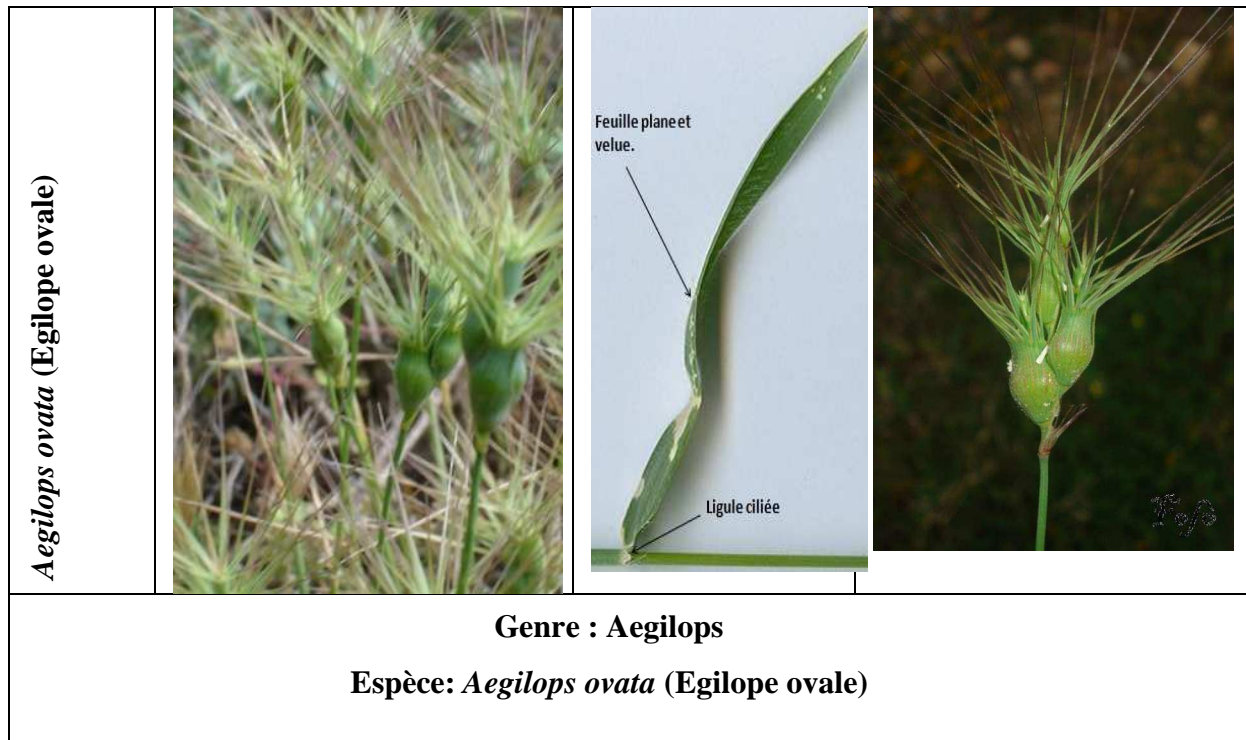 Aegilops ovata (Egilope ovale)
Feuille plane et
velue.
Ligule ciliée
Genre : Aegilops
Espèce: Aegilops ovata (Egilope ovale)